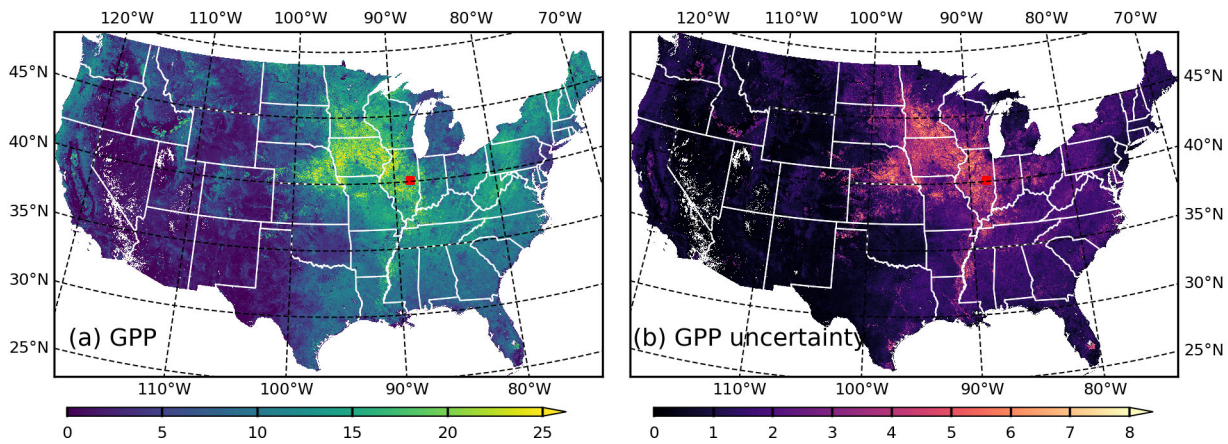 120°W 110°W 100°W 90°W 80°W 70°W
120°W 110°W 100°W 90°W 80°W 70°W
45°N 45°N
40°N 40°N
35°N 35°N
30°N 30°N
(a) GPP (b) GPP uncertainty
25°N 25°N
110°W 100°W 90°W 80°W
110°W 100°W 90°W 80°W
0 5 10 15 20 25
0 1 2 3 4 5 6 7 8